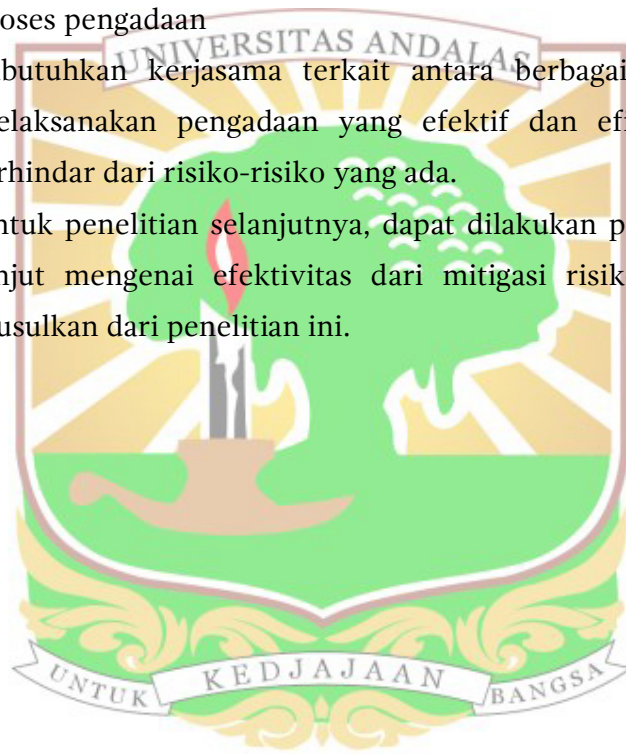 oses pengadaan
UNIVERSITAS ANDALAS
butuhkan kerjasama terkait antara berbagai
elaksanakan pengadaan yang efektif dan ef
rhindar dari risiko-risiko yang ada.
ntuk penelitian selanjutnya, dapat dilakukan p
njut mengenai efektivitas dari mitigasi risik
usulkan dari penelitian ini.
UNTUK KEDJAJAAN BANGSA